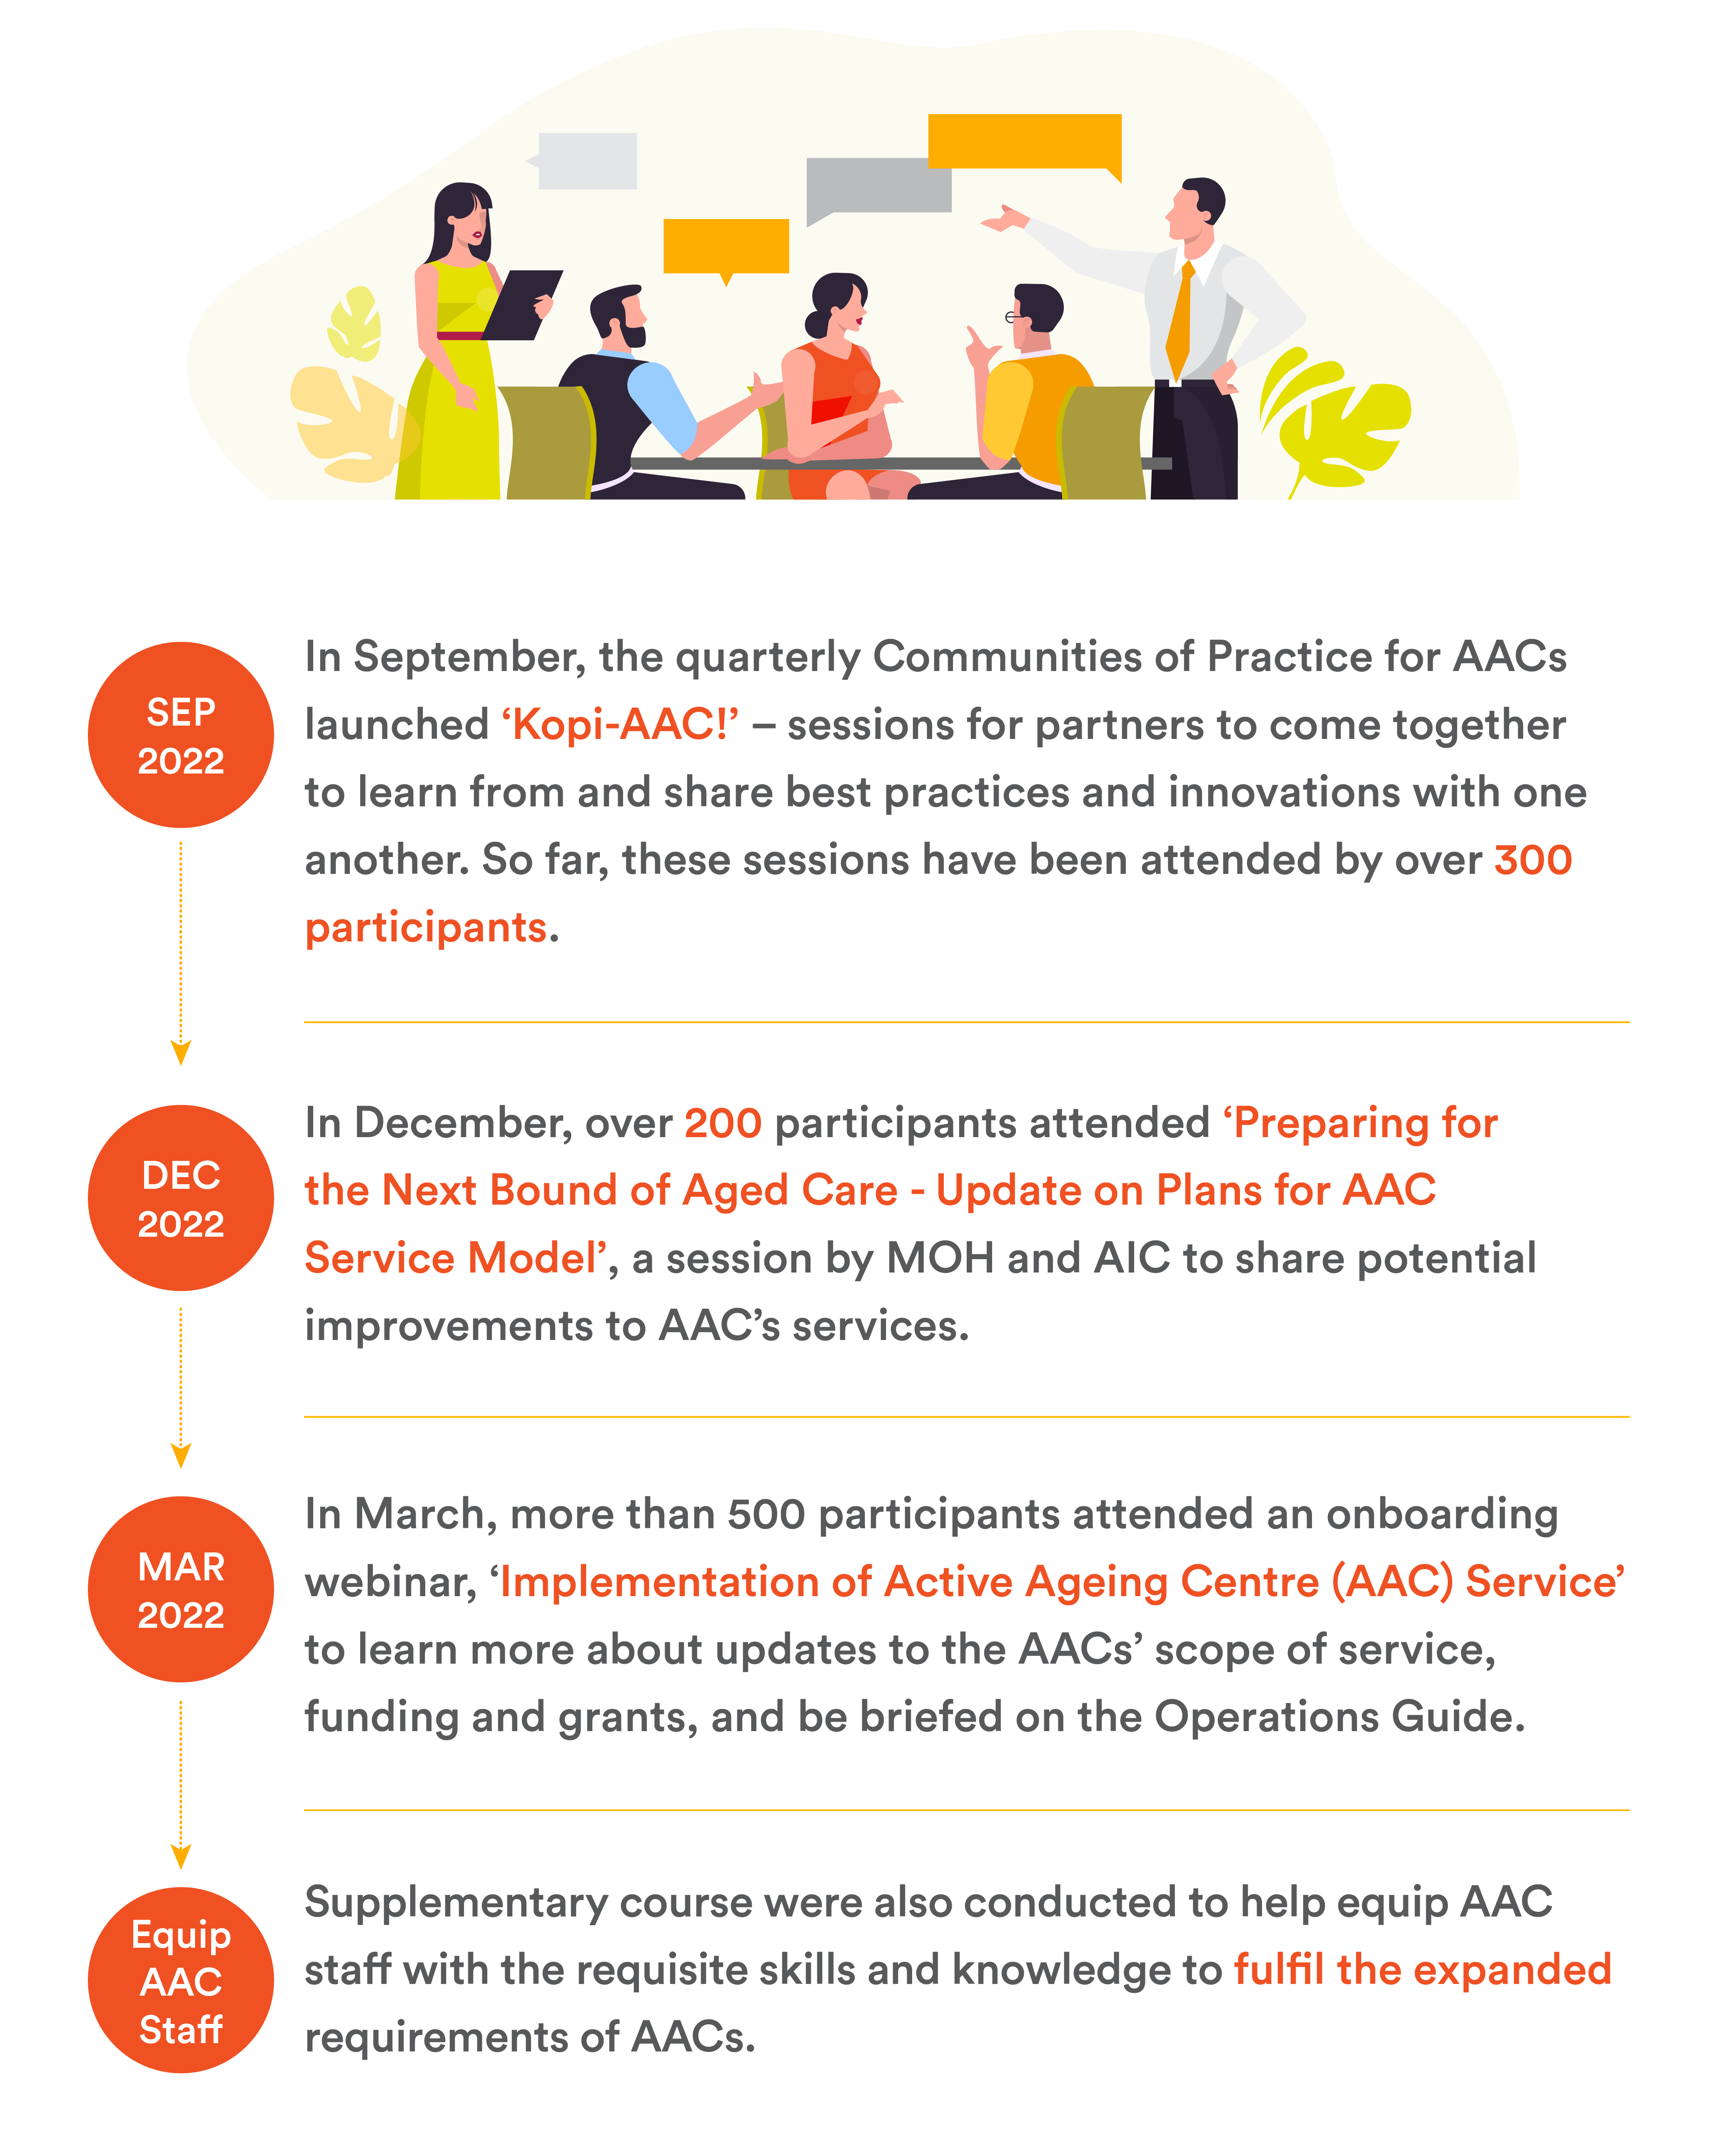 SEP
2022
In September, the quarterly Communities of Practice for AACs
launched ‘Kopi-AAC!’ – sessions for partners to come together
to learn from and share best practices and innovations with one
another. So far, these sessions have been attended by over 300
participants.
DEC
2022
In December, over 200 participants attended ‘Preparing for
the Next Bound of Aged Care - Update on Plans for AAC
Service Model’, a session by MOH and AIC to share potential
improvements to AAC’s services.
MAR
2022
In March, more than 500 participants attended an onboarding
webinar, ‘Implementation of Active Ageing Centre (AAC) Service’
to learn more about updates to the AACs’ scope of service,
funding and grants, and be briefed on the Operations Guide.
Equip
AAC
Staff
Supplementary course were also conducted to help equip AAC
staff with the requisite skills and knowledge to fulfil the expanded
requirements of AACs.